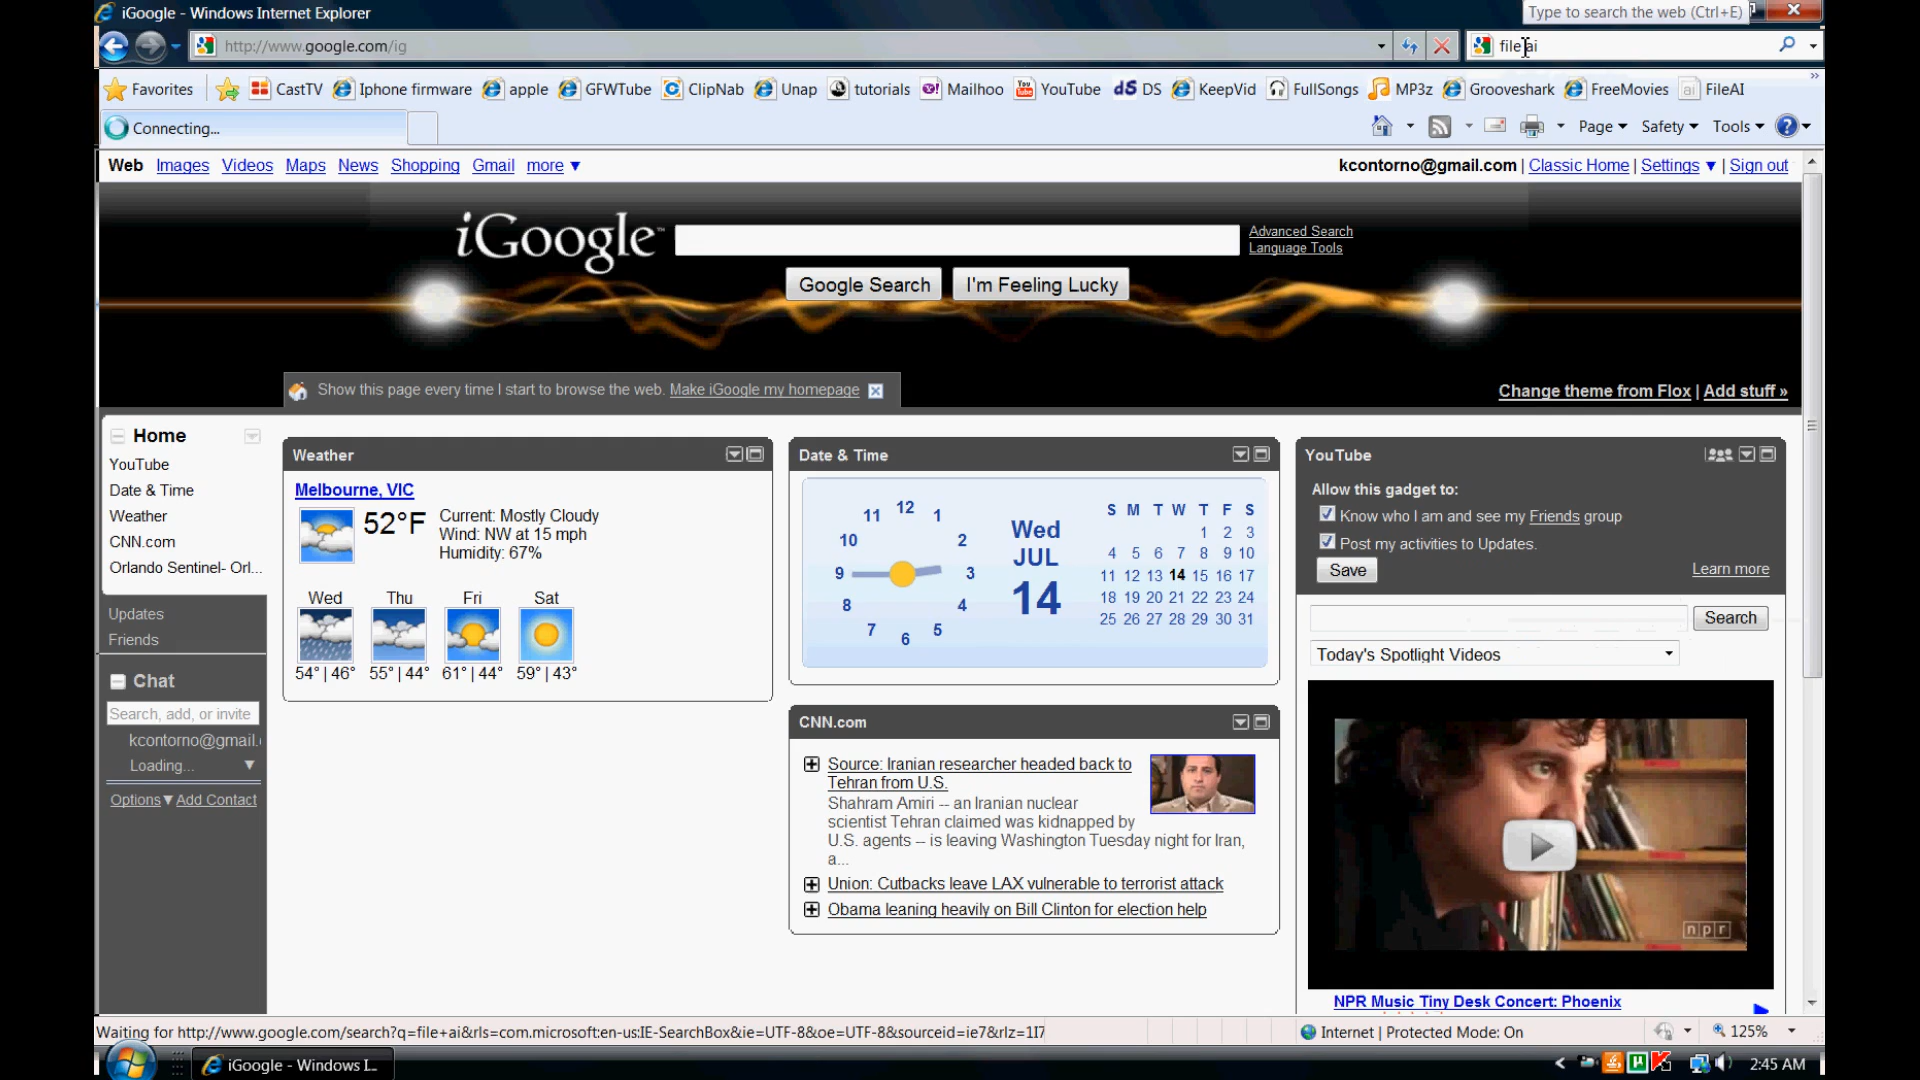 iGoogle - Windows Internet Explorer
Type to search the web (Ctrl+E)
http://www.google.com/ig
file ai
Favorites CastTV Iphone firmware apple GFWTube ClipNab Unap tutorials Mailhoo YouTube DS KeepVid FullSongs MP3z Grooveshark FreeMovies FileAI
Connecting...
Page Safety Tools
Web Images Videos Maps News Shopping Gmail more ▼
kcontorno@gmail.com | Classic Home | Settings ▼ | Sign out
iGoogle™
Advanced Search
Language Tools
Google Search I'm Feeling Lucky
Show this page every time I start to browse the web. Make iGoogle my homepage
Change theme from Flox | Add stuff »
Home
YouTube
Date & Time
Weather
CNN.com
Orlando Sentinel- Orl...
Updates
Friends
Chat
Search, add, or invite
kcontorno@gmail.
Loading... ▼
Options▼ Add Contact
Weather
Melbourne, VIC
52°F
Current: Mostly Cloudy
Wind: NW at 15 mph
Humidity: 67%
Wed Thu Fri Sat
54° | 46° 55° | 44° 61° | 44° 59° | 43°
Date & Time
12
11 1
10 2
9 3
8 4
7 5
6
Wed
JUL
14
S M T W T F S
1 2 3
4 5 6 7 8 9 10
11 12 13 14 15 16 17
18 19 20 21 22 23 24
25 26 27 28 29 30 31
CNN.com
Source: Iranian researcher headed back to
Tehran from U.S.
Shahram Amiri -- an Iranian nuclear
scientist Tehran claimed was kidnapped by
U.S. agents -- is leaving Washington Tuesday night for Iran,
a...
Union: Cutbacks leave LAX vulnerable to terrorist attack
Obama leaning heavily on Bill Clinton for election help
YouTube
Allow this gadget to:
Know who I am and see my Friends group
Post my activities to Updates.
Save
Learn more
Search
Today's Spotlight Videos
npr
NPR Music Tiny Desk Concert: Phoenix
Waiting for http://www.google.com/search?q=file+ai&rls=com.microsoft:en-us:IE-SearchBox&ie=UTF-8&oe=UTF-8&sourceid=ie7&rlz=1I7
Internet | Protected Mode: On
125%
iGoogle - Windows I...
2:45 AM